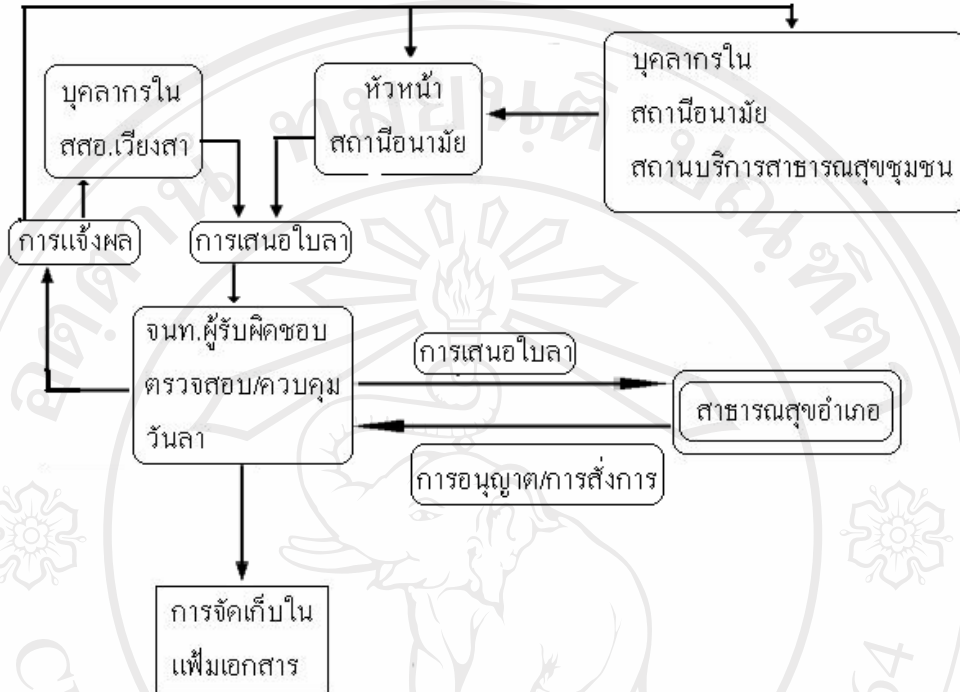 บุคลากรใน
สสอ.เวียงสา
หัวหน้า
สถานีอนามัย
บุคลากรใน
สถานีอนามัย
สถานบริการสาธารณสุขชุมชน
การแจ้งผล
การเสนอใบลา
จนท.ผู้รับผิดชอบ
ตรวจสอบ/ควบคุม
วันลา
การเสนอใบลา
สาธารณสุขอำเภอ
การอนุญาต/การสั่งการ
การจัดเก็บใน
แฟ้มเอกสาร